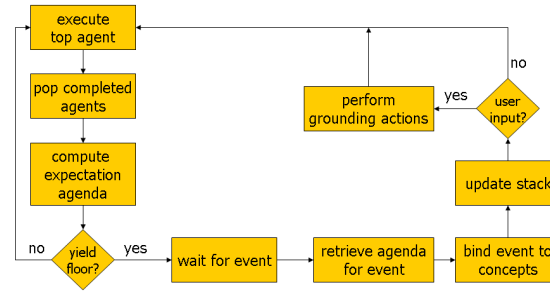 execute
top agent
pop completed
agents
compute
expectation
agenda
yield
floor?
no
yes
wait for event
retrieve agenda
for event
bind event to
concepts
update stack
user
input?
yes
no
perform
grounding actions